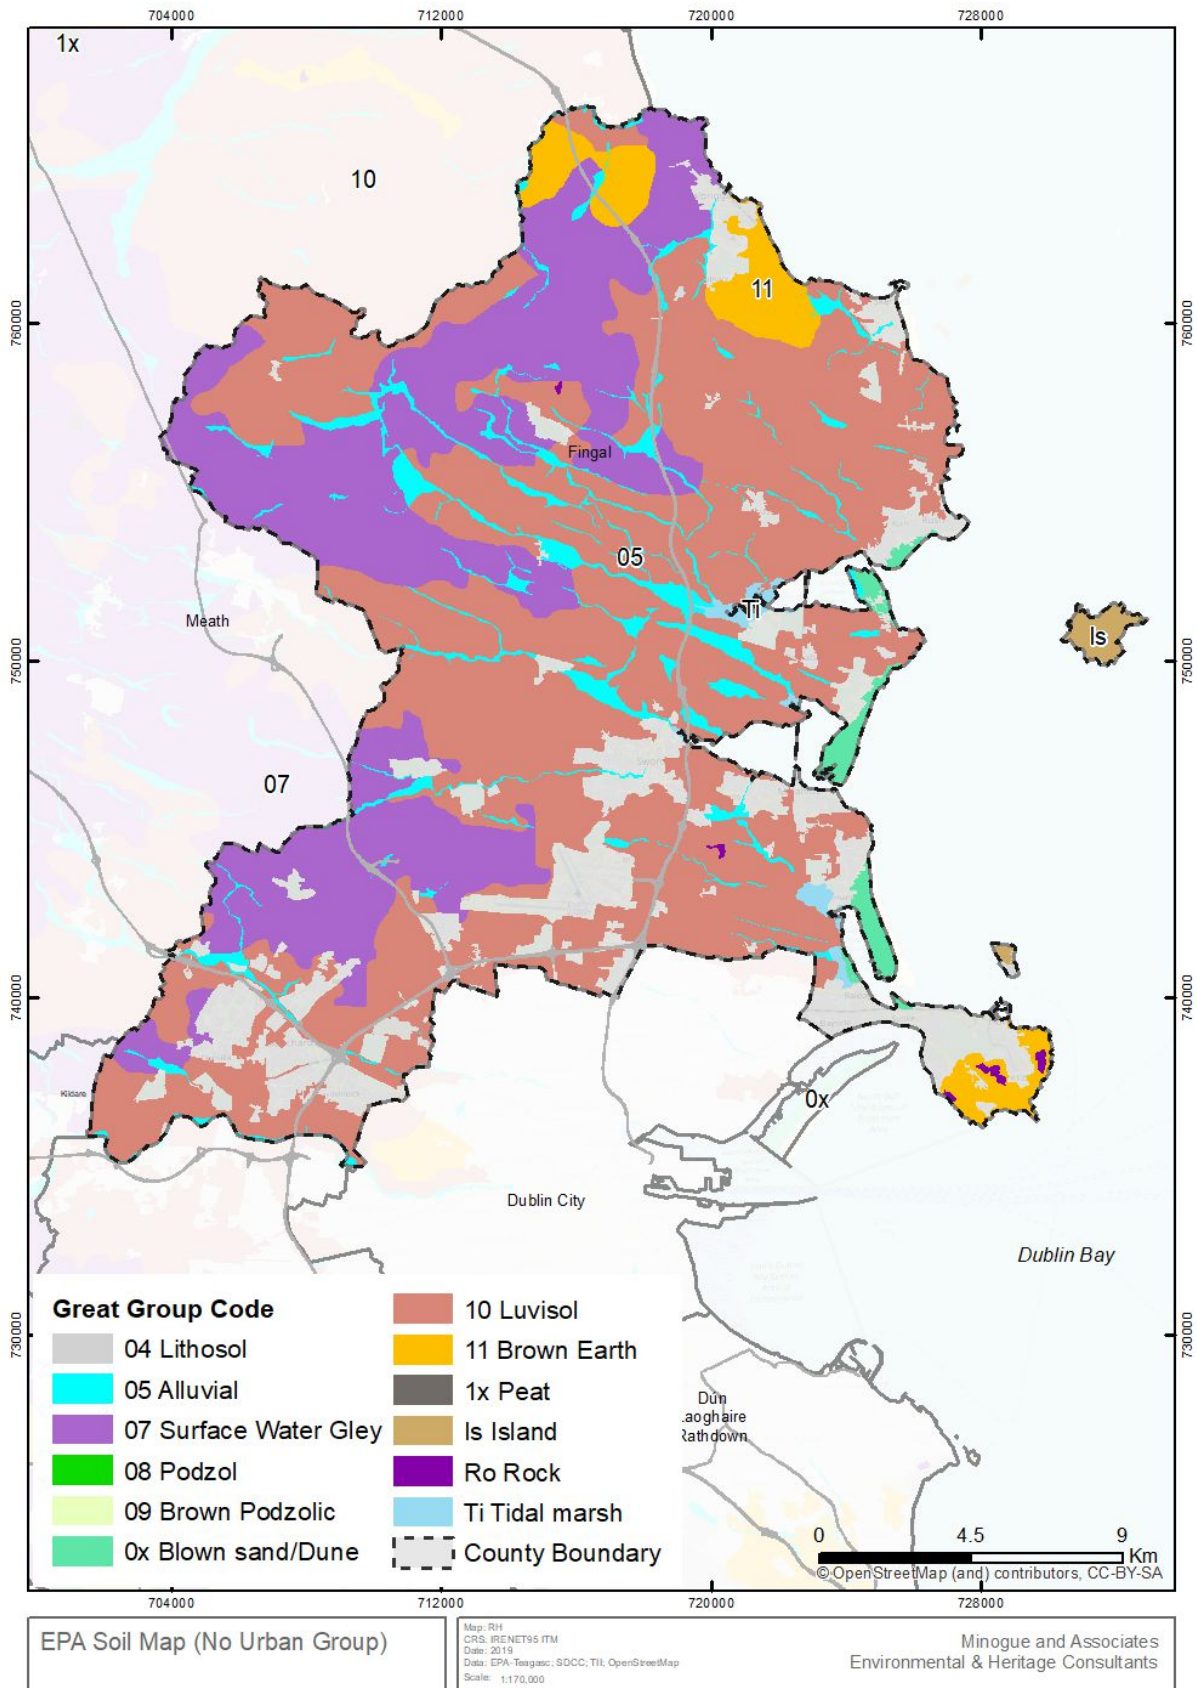 704000
712000
720000
728000
1x
10
11
760000
760000
Fingal
05
Ti
Is
Meath
750000
750000
07
740000
740000
Kildare
0x
Dublin City
Dublin Bay
730000
730000
Dun
Laoghaire
Rathdown
Great Group Code
04 Lithosol
05 Alluvial
07 Surface Water Gley
08 Podzol
09 Brown Podzolic
0x Blown sand/Dune
10 Luvisol
11 Brown Earth
1x Peat
Is Island
Ro Rock
Ti Tidal marsh
County Boundary
0 4.5 9
Km
© OpenStreetMap (and) contributors, CC-BY-SA
704000
712000
720000
728000
EPA Soil Map (No Urban Group)
Map: RH
CRS: IRENET95 ITM
Date: 2019
Data: EPA-Teagasc; SDCC; TII; OpenStreetMap
Scale: 1:170,000
Minogue and Associates
Environmental & Heritage Consultants